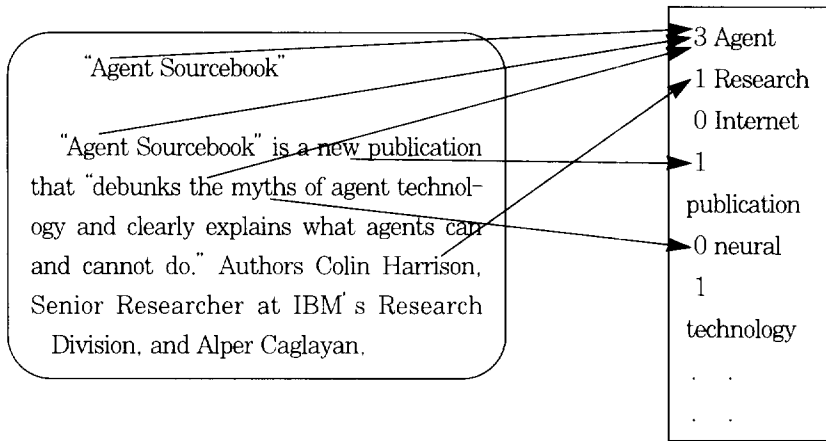 “Agent Sourcebook”
“Agent Sourcebook” is a new publication
that “debunks the myths of agent technol-
ogy and clearly explains what agents can
and cannot do.” Authors Colin Harrison,
Senior Researcher at IBM's Research
Division, and Alper Caglayan,
3 Agent
1 Research
0 Internet
1
publication
0 neural
1
technology
. .
. .